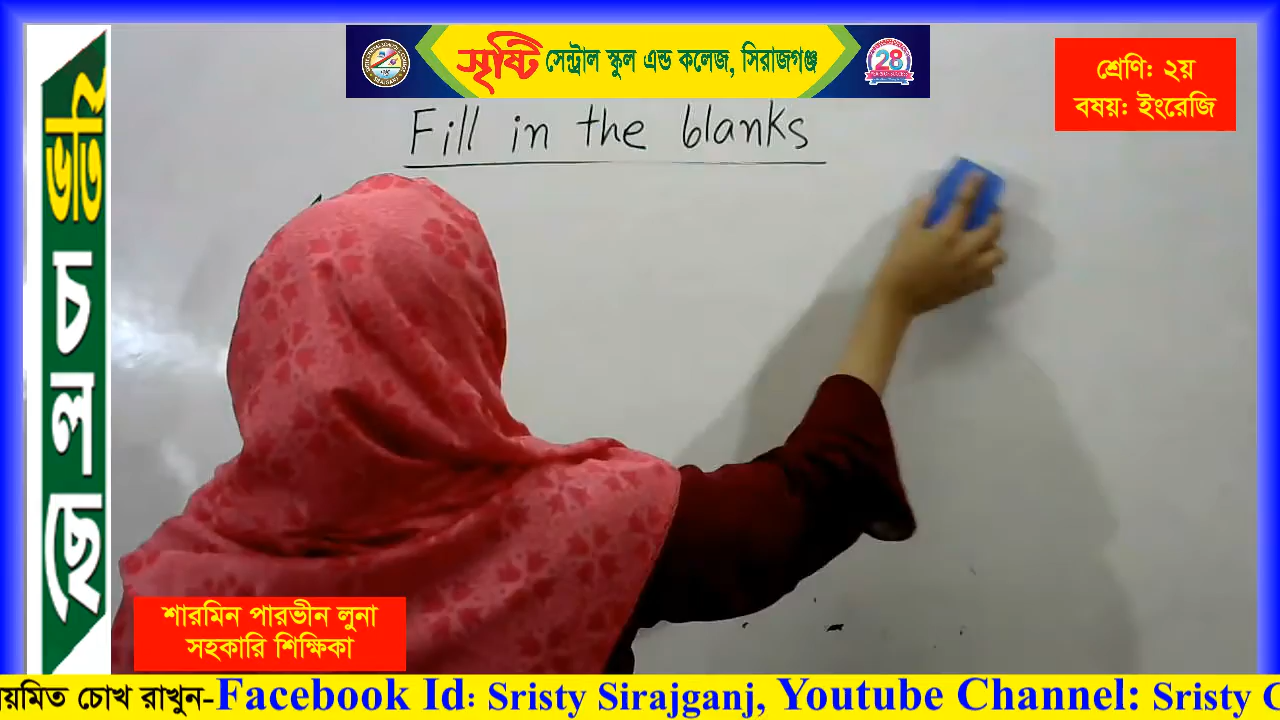 সৃষ্টি সেন্ট্রাল স্কুল এন্ড কলেজ, সিরাজগঞ্জ
28
শ্রেণি: ২য়
বিষয়: ইংরেজি
ভর্তি চলছে
Fill in the blanks
শারমিন পারভীন লুনা
সহকারি শিক্ষিকা
চোখ রাখুন-Facebook Id: Sristy Sirajganj, Youtube Channel: Sristy